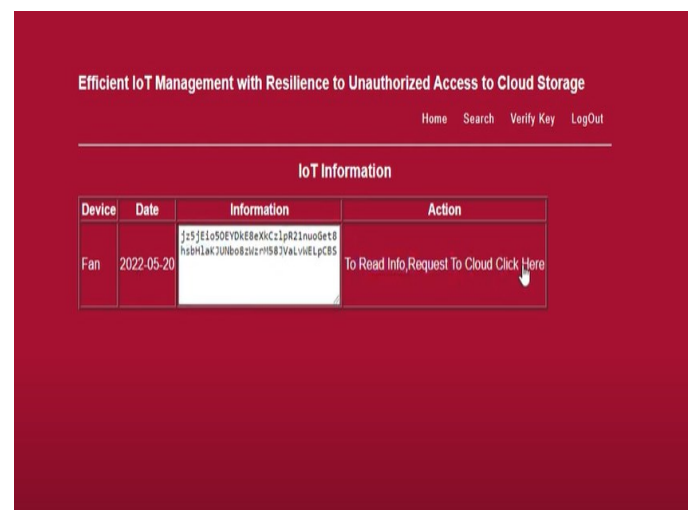 Efficient IoT Management with Resilience to Unauthorized Access to Cloud Storage
Home Search Verify Key LogOut
IoT Information
Device Date Information Action
Fan 2022-05-20 To Read Info,Request To Cloud Click Here